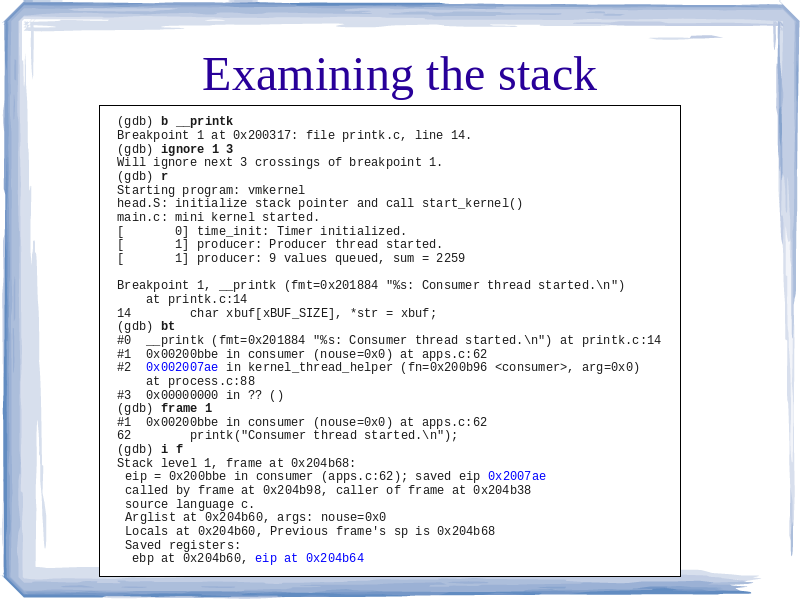 Examining the stack
(gdb) b __printk
Breakpoint 1 at 0x200317: file printk.c, line 14.
(gdb) ignore 1 3
Will ignore next 3 crossings of breakpoint 1.
(gdb) r
Starting program: vmkernel
head.S: initialize stack pointer and call start_kernel()
main.c: mini kernel started.
[       0] time_init: Timer initialized.
[       1] producer: Producer thread started.
[       1] producer: 9 values queued, sum = 2259

Breakpoint 1, __printk (fmt=0x201884 "%s: Consumer thread started.\n")
    at printk.c:14
14        char xbuf[xBUF_SIZE], *str = xbuf;
(gdb) bt
#0  __printk (fmt=0x201884 "%s: Consumer thread started.\n") at printk.c:14
#1  0x00200bbe in consumer (nouse=0x0) at apps.c:62
#2  0x002007ae in kernel_thread_helper (fn=0x200b96 <consumer>, arg=0x0)
    at process.c:88
#3  0x00000000 in ?? ()
(gdb) frame 1
#1  0x00200bbe in consumer (nouse=0x0) at apps.c:62
62        printk("Consumer thread started.\n");
(gdb) i f
Stack level 1, frame at 0x204b68:
 eip = 0x200bbe in consumer (apps.c:62); saved eip 0x2007ae
 called by frame at 0x204b98, caller of frame at 0x204b38
 source language c.
 Arglist at 0x204b60, args: nouse=0x0
 Locals at 0x204b60, Previous frame's sp is 0x204b68
 Saved registers:
  ebp at 0x204b60, eip at 0x204b64